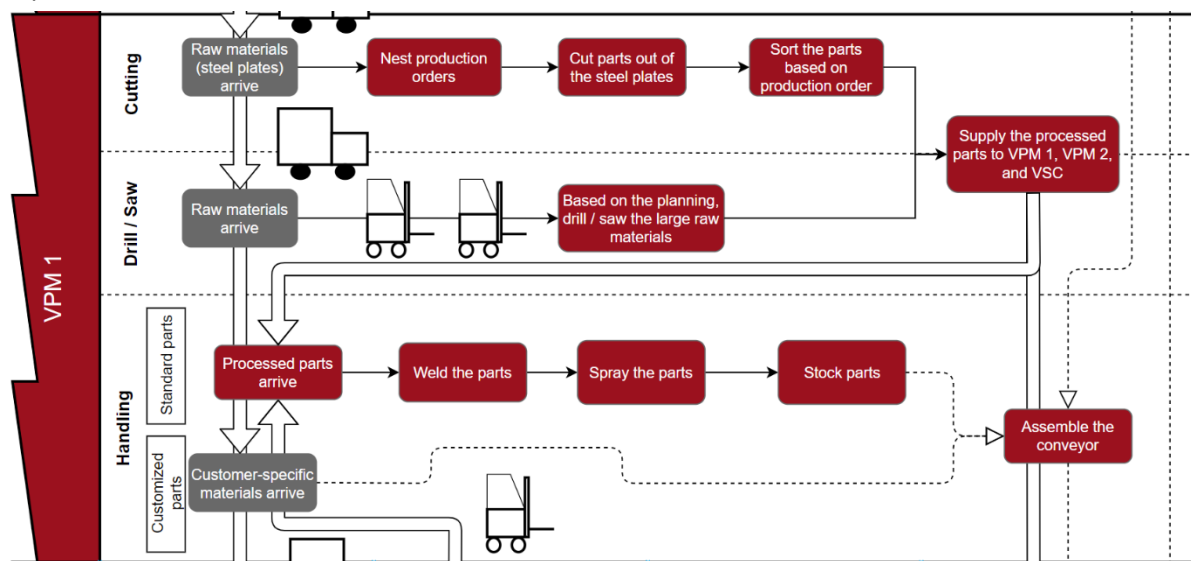 VPM 1
Cutting
Raw materials
(steel plates)
arrive
Nest production
orders
Cut parts out of
the steel plates
Sort the parts
based on
production order
Supply the processed
parts to VPM 1, VPM 2,
and VSC
Drill / Saw
Raw materials
arrive
Based on the planning,
drill / saw the large raw
materials
Handling
Standard parts
Processed parts
arrive
Weld the parts
Spray the parts
Stock parts
Assemble the
conveyor
Customized
parts
Customer-specific
materials arrive